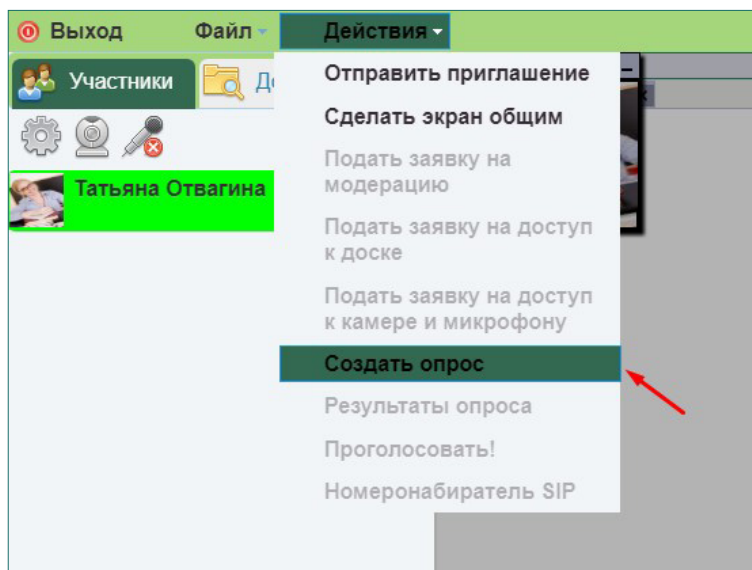 Выход Файл Действия
Участники
Отправить приглашение
Сделать экран общим
Подать заявку на
модерацию
Подать заявку на доступ
к доске
Подать заявку на доступ
к камере и микрофону
Создать опрос
Результаты опроса
Проголосовать!
Номеронабиратель SIP
Татьяна Отвагина